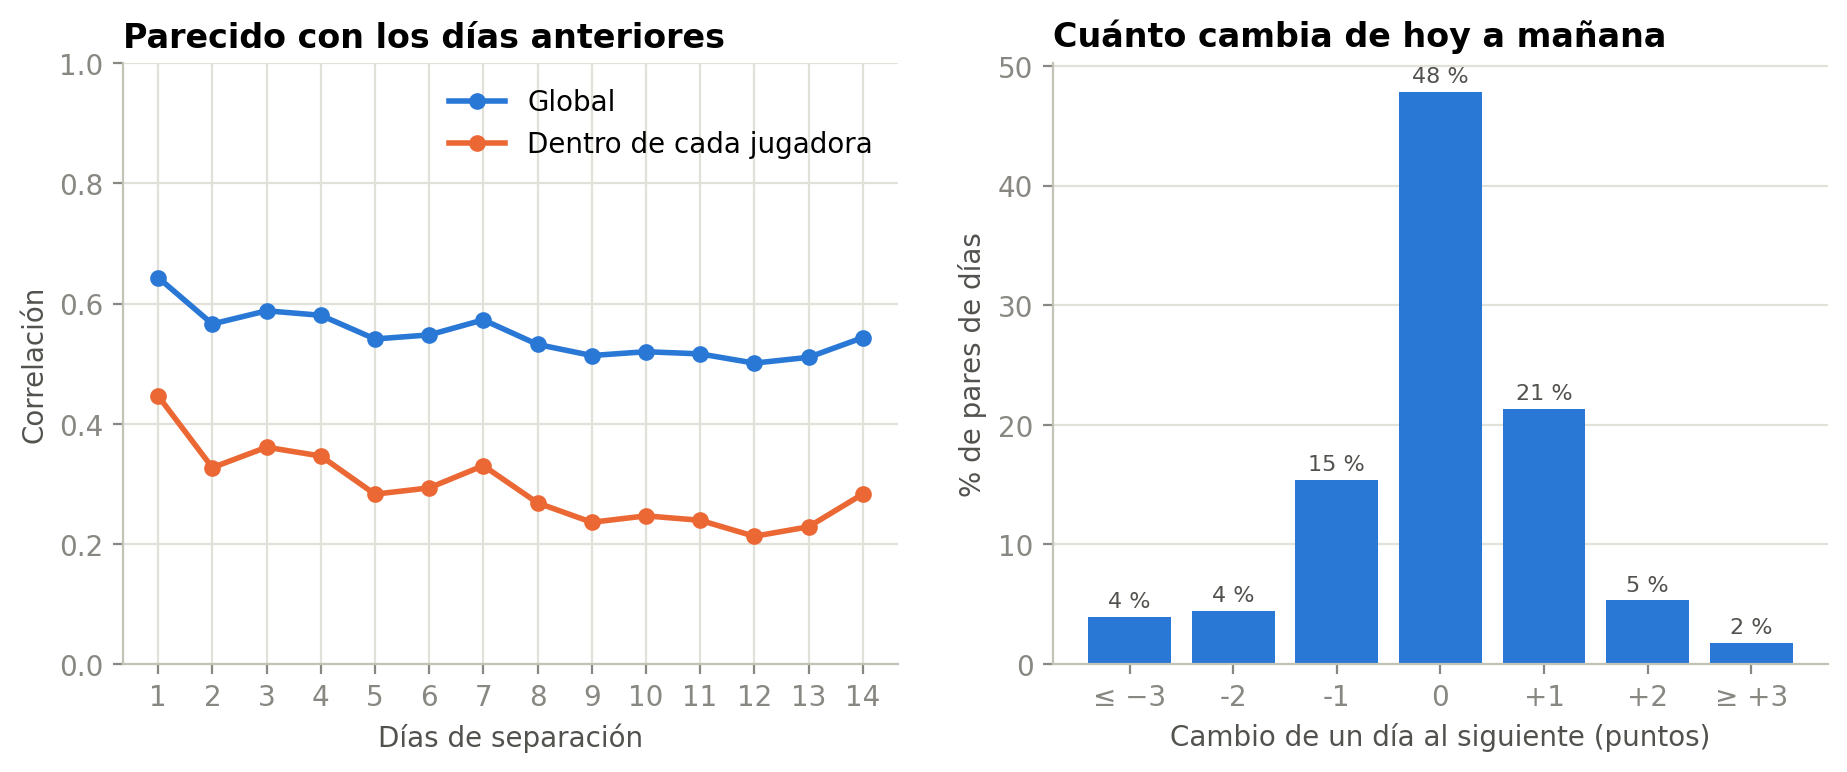 Parecido con los días anteriores
1.0
0.8
0.6
0.4
0.2
0.0
Correlación
Global
Dentro de cada jugadora
1 2 3 4 5 6 7 8 9 10 11 12 13 14
Días de separación
Cuánto cambia de hoy a mañana
50
40
30
20
10
0
% de pares de días
4 %
4 %
15 %
48 %
21 %
5 %
2 %
≤ −3 -2 -1 0 +1 +2 ≥ +3
Cambio de un día al siguiente (puntos)